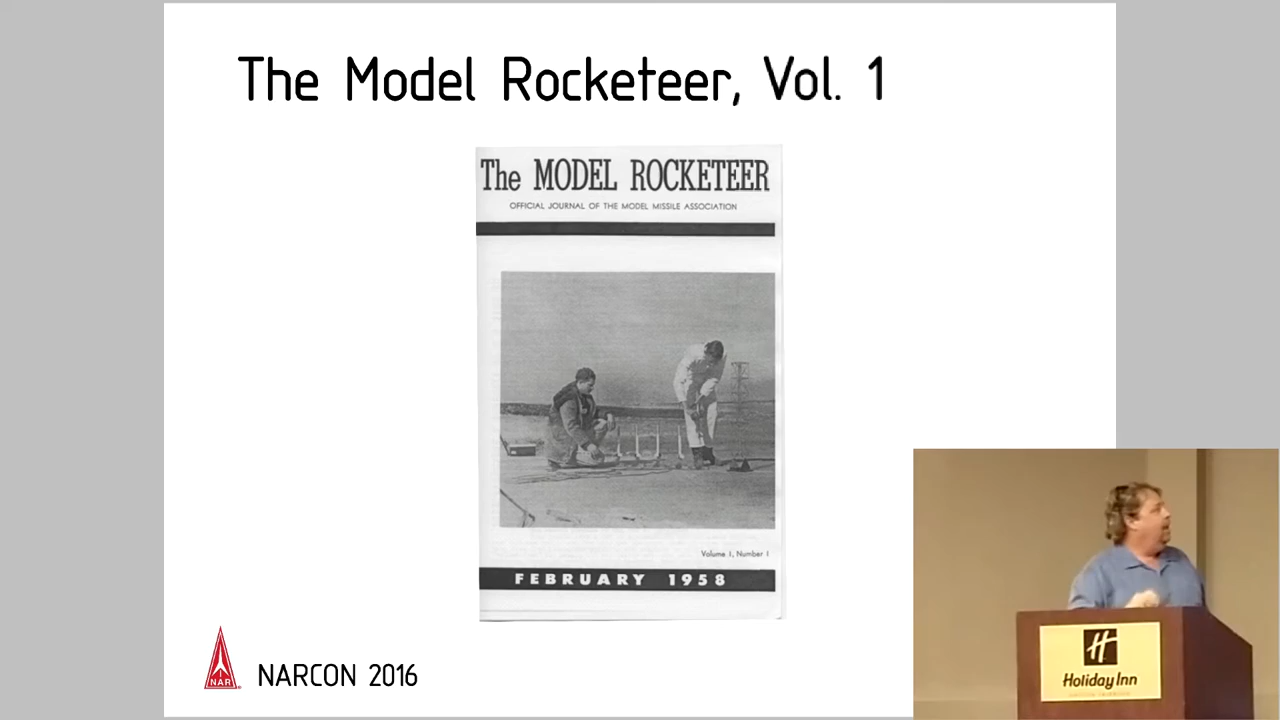 The Model Rocketeer, Vol. 1
The MODEL ROCKETEER
OFFICIAL JOURNAL OF THE MODEL MISSILE ASSOCIATION
Volume 1, Number 1
FEBRUARY 1958
NAR
NARCON 2016
H
Holiday Inn